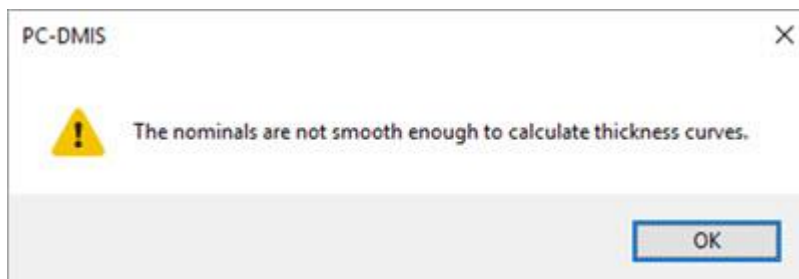 PC-DMIS
The nominals are not smooth enough to calculate thickness curves.
OK